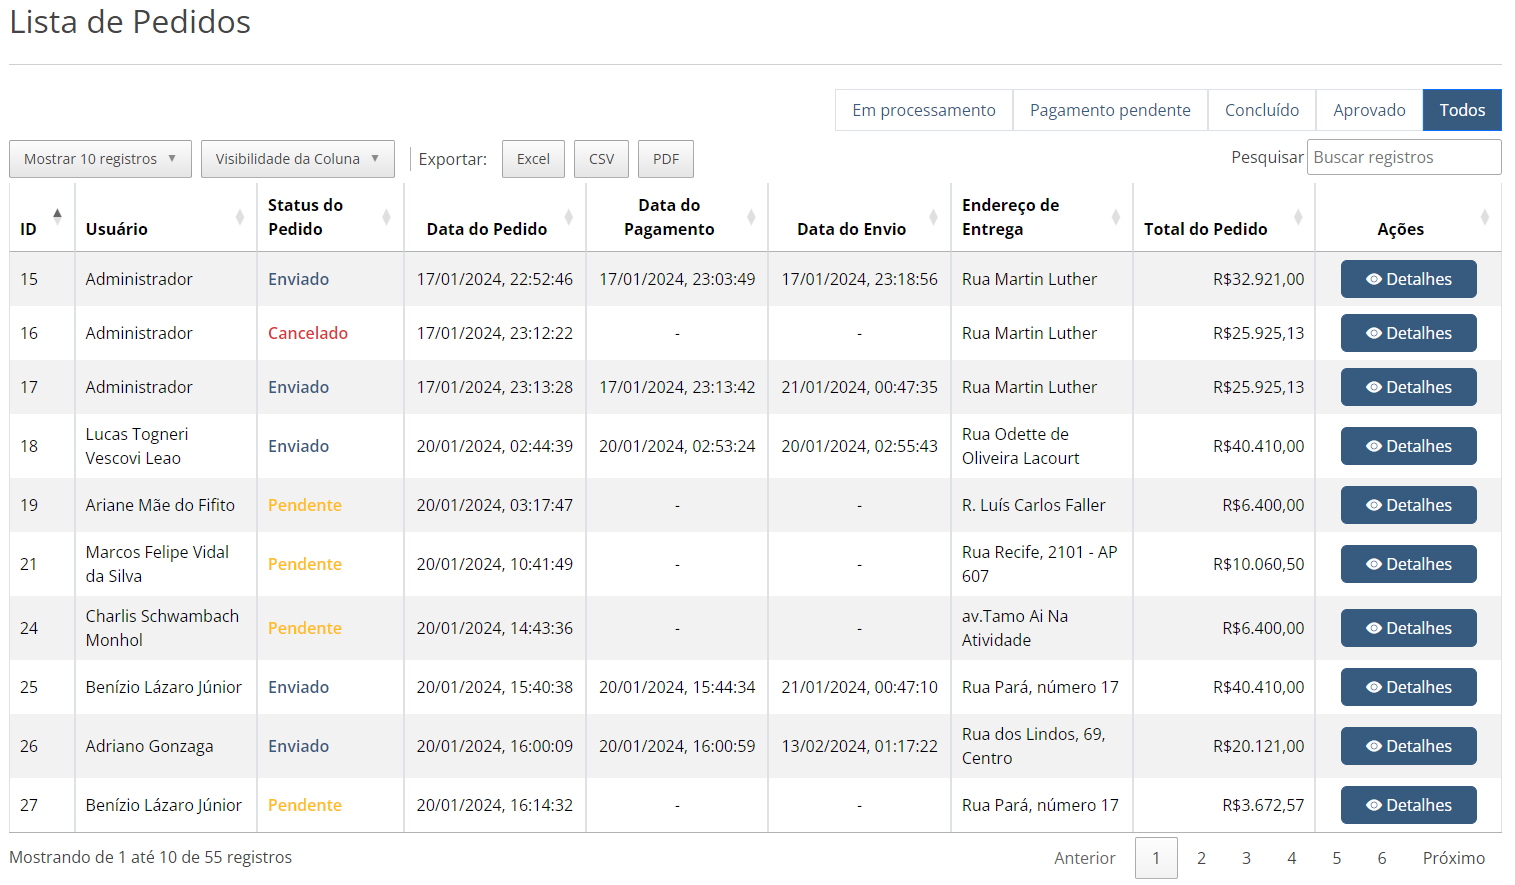 Lista de Pedidos
Em processamento Pagamento pendente Concluído Aprovado Todos
Mostrar 10 registros ▼ Visibilidade da Coluna ▼ Exportar: Excel CSV PDF Pesquisar Buscar registros
ID Usuário Status do Pedido Data do Pedido Data do Pagamento Data do Envio Endereço de Entrega Total do Pedido Ações
15 Administrador Enviado 17/01/2024, 22:52:46 17/01/2024, 23:03:49 17/01/2024, 23:18:56 Rua Martin Luther R$32.921,00 Detalhes
16 Administrador Cancelado 17/01/2024, 23:12:22 - - Rua Martin Luther R$25.925,13 Detalhes
17 Administrador Enviado 17/01/2024, 23:13:28 17/01/2024, 23:13:42 21/01/2024, 00:47:35 Rua Martin Luther R$25.925,13 Detalhes
18 Lucas Togneri Vescovi Leao Enviado 20/01/2024, 02:44:39 20/01/2024, 02:53:24 20/01/2024, 02:55:43 Rua Odette de Oliveira Lacourt R$40.410,00 Detalhes
19 Ariane Mãe do Fifito Pendente 20/01/2024, 03:17:47 - - R. Luís Carlos Faller R$6.400,00 Detalhes
21 Marcos Felipe Vidal da Silva Pendente 20/01/2024, 10:41:49 - - Rua Recife, 2101 - AP 607 R$10.060,50 Detalhes
24 Charlis Schwambach Monhol Pendente 20/01/2024, 14:43:36 - - av.Tamo Ai Na Atividade R$6.400,00 Detalhes
25 Benízio Lázaro Júnior Enviado 20/01/2024, 15:40:38 20/01/2024, 15:44:34 21/01/2024, 00:47:10 Rua Pará, número 17 R$40.410,00 Detalhes
26 Adriano Gonzaga Enviado 20/01/2024, 16:00:09 20/01/2024, 16:00:59 13/02/2024, 01:17:22 Rua dos Lindos, 69, Centro R$20.121,00 Detalhes
27 Benízio Lázaro Júnior Pendente 20/01/2024, 16:14:32 - - Rua Pará, número 17 R$3.672,57 Detalhes
Mostrando de 1 até 10 de 55 registros Anterior 1 2 3 4 5 6 Próximo